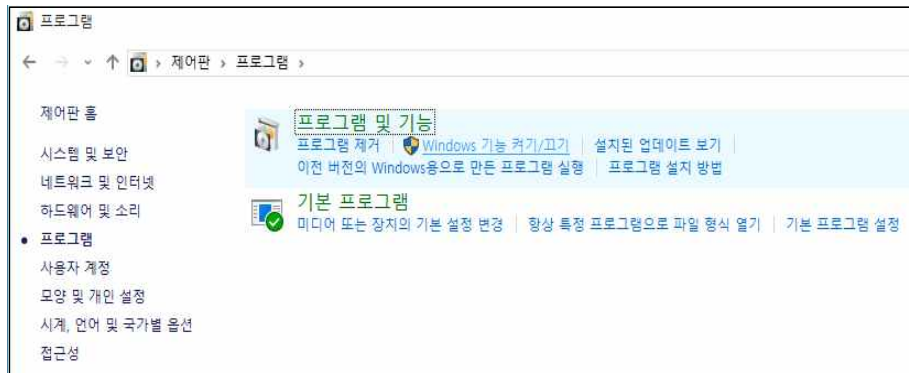 프로그램
제어판 › 프로그램 ›
제어판 홈
시스템 및 보안
네트워크 및 인터넷
하드웨어 및 소리
프로그램
사용자 계정
모양 및 개인 설정
시계, 언어 및 국가별 옵션
접근성
프로그램 및 기능
프로그램 제거 | Windows 기능 켜기/끄기 | 설치된 업데이트 보기 |
이전 버전의 Windows용으로 만든 프로그램 실행 | 프로그램 설치 방법
기본 프로그램
미디어 또는 장치의 기본 설정 변경 | 항상 특정 프로그램으로 파일 형식 열기 | 기본 프로그램 설정